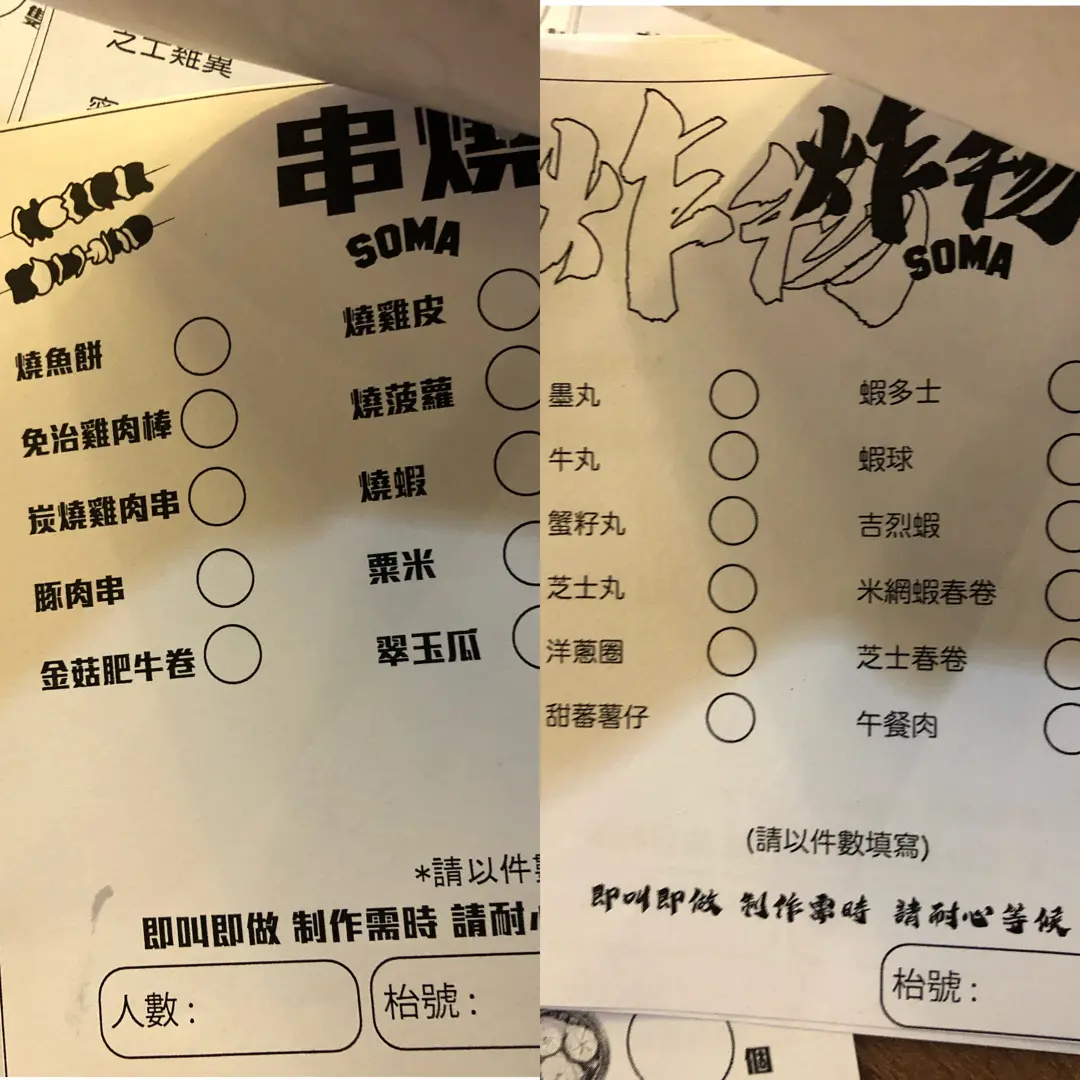 之士雞異
串燒
SOMA
燒魚餅
燒雞皮
免治雞肉棒
燒菠蘿
炭燒雞肉串
燒蝦
豚肉串
粟米
金菇肥牛卷
翠玉瓜
*請以件數
即叫即做 制作需時 請耐心
人數:
枱號:
炸物
炸物
SOMA
墨丸
蝦多士
牛丸
蝦球
蟹籽丸
吉烈蝦
芝士丸
米網蝦春卷
洋蔥圈
芝士春卷
甜蕃薯仔
午餐肉
(請以件數填寫)
即叫即做 制作需時 請耐心等候
枱號:
個